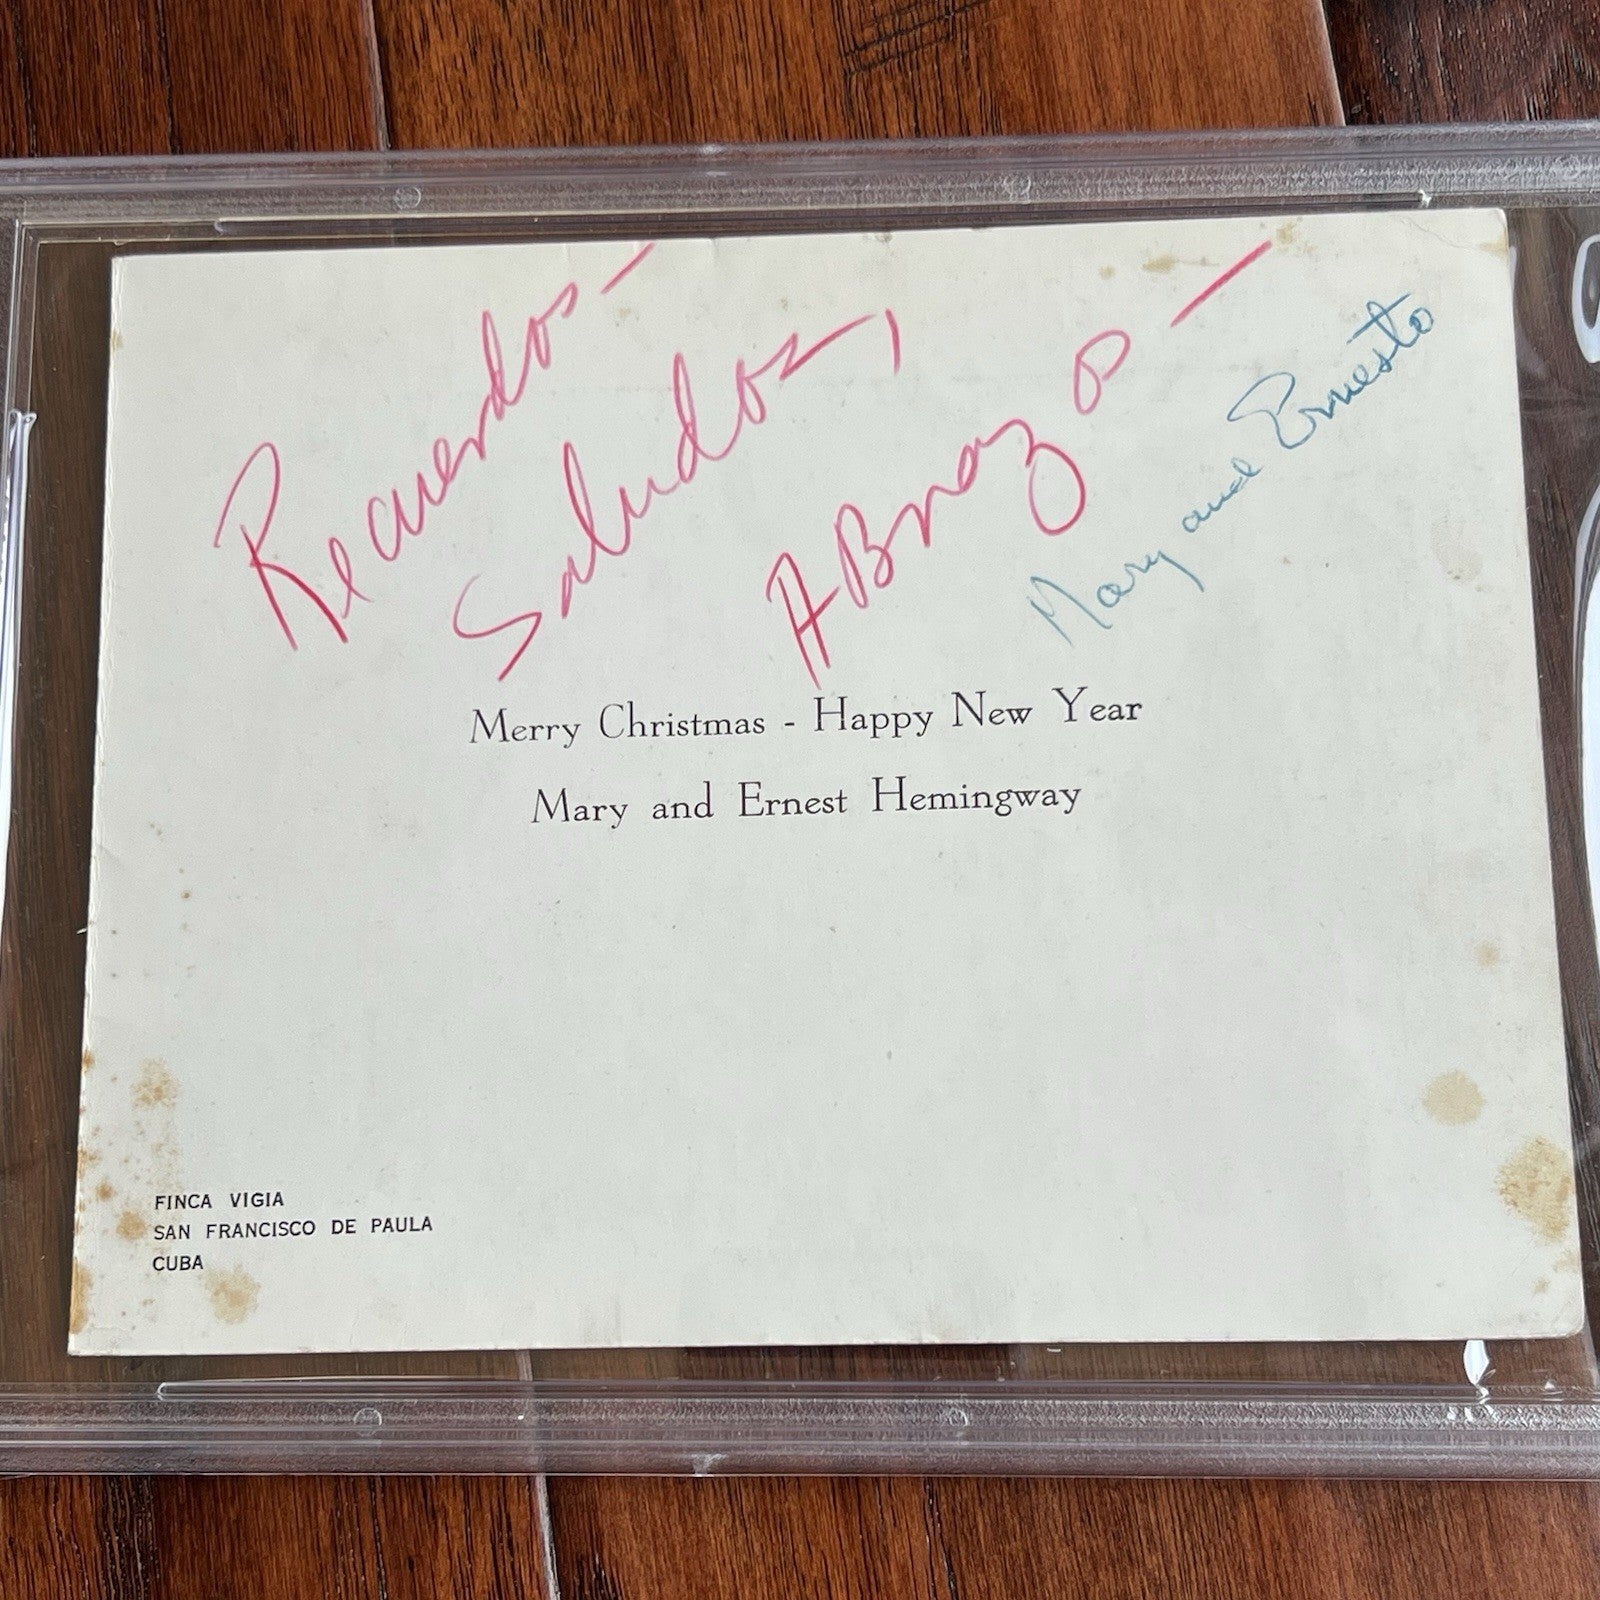 Recuerdos—
Saludos,
ABrazo—
Mary and Ernesto
Merry Christmas - Happy New Year
Mary and Ernest Hemingway
FINCA VIGIA
SAN FRANCISCO DE PAULA
CUBA